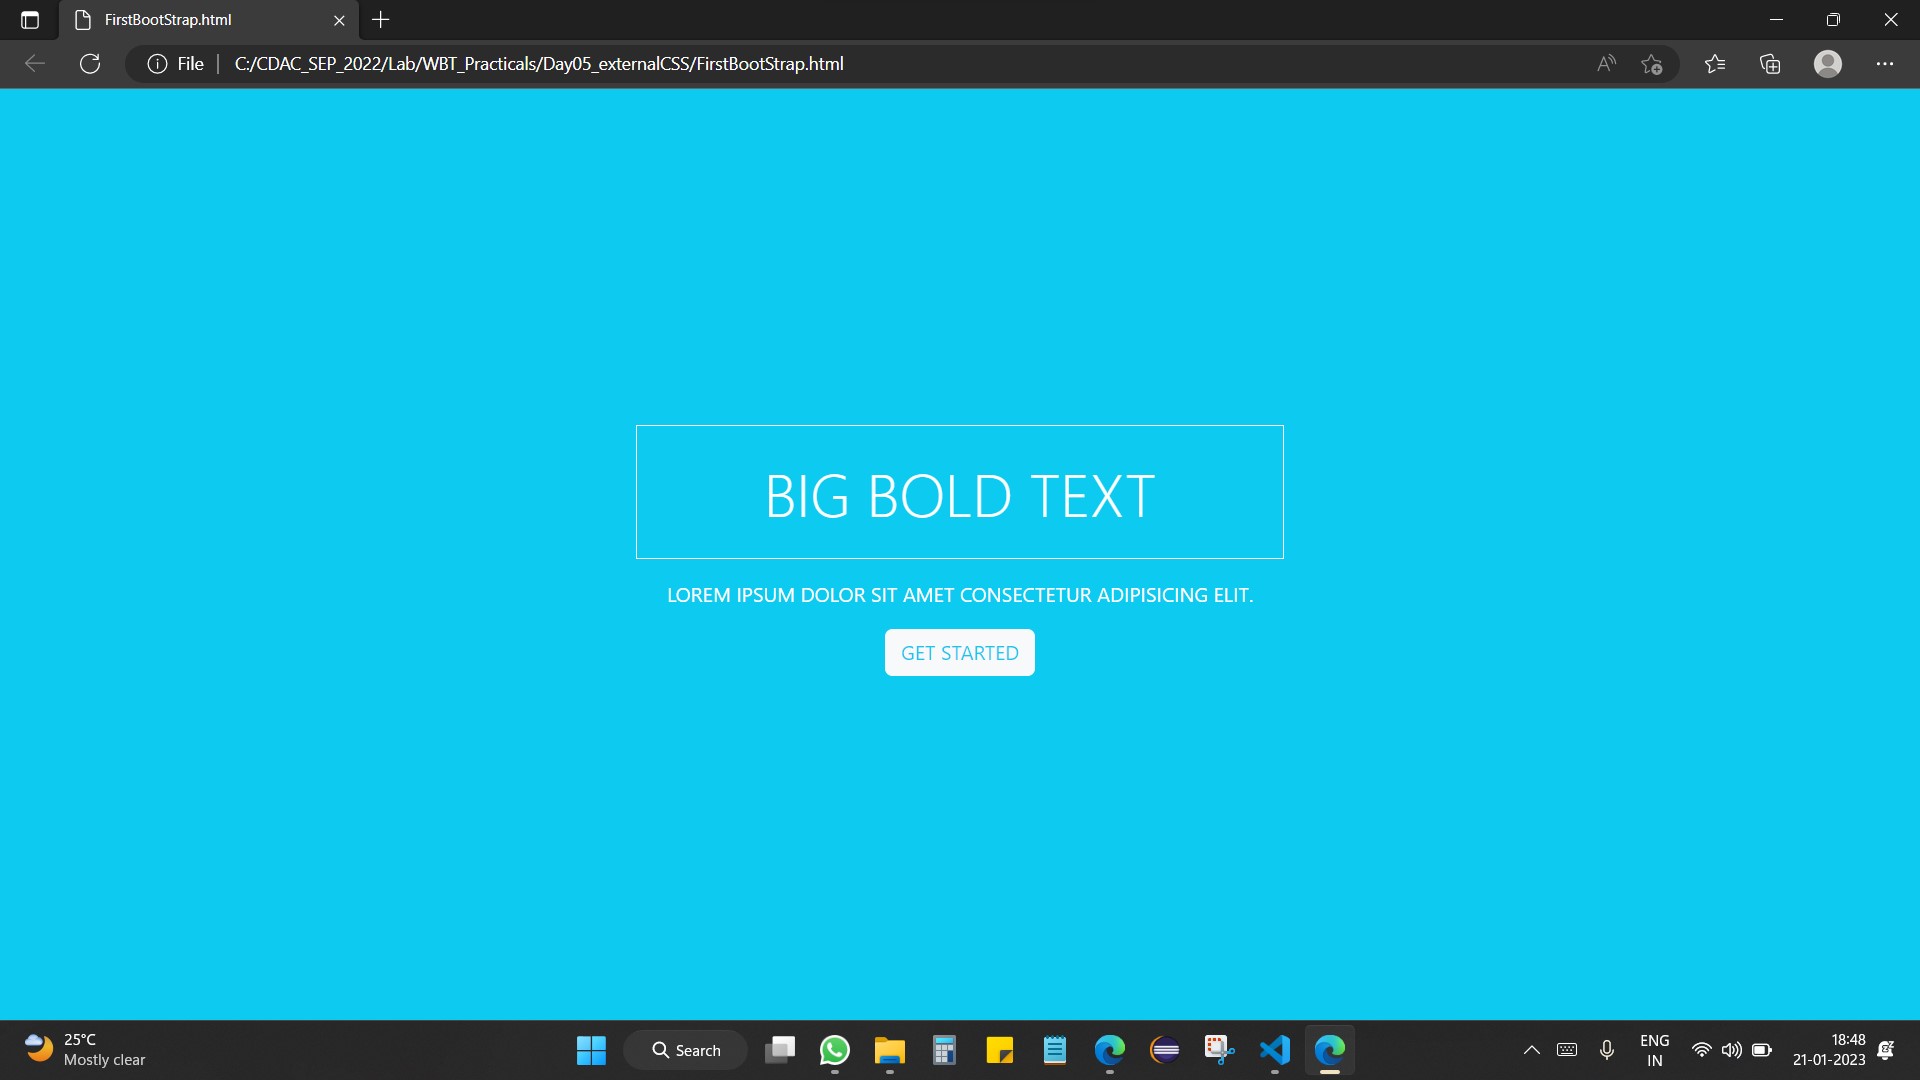 FirstBootStrap.html
File
C:/CDAC_SEP_2022/Lab/WBT_Practicals/Day05_externalCSS/FirstBootStrap.html
BIG BOLD TEXT
LOREM IPSUM DOLOR SIT AMET CONSECTETUR ADIPISICING ELIT.
GET STARTED
25°C
Mostly clear
Search
ENG
IN
18:48
21-01-2023